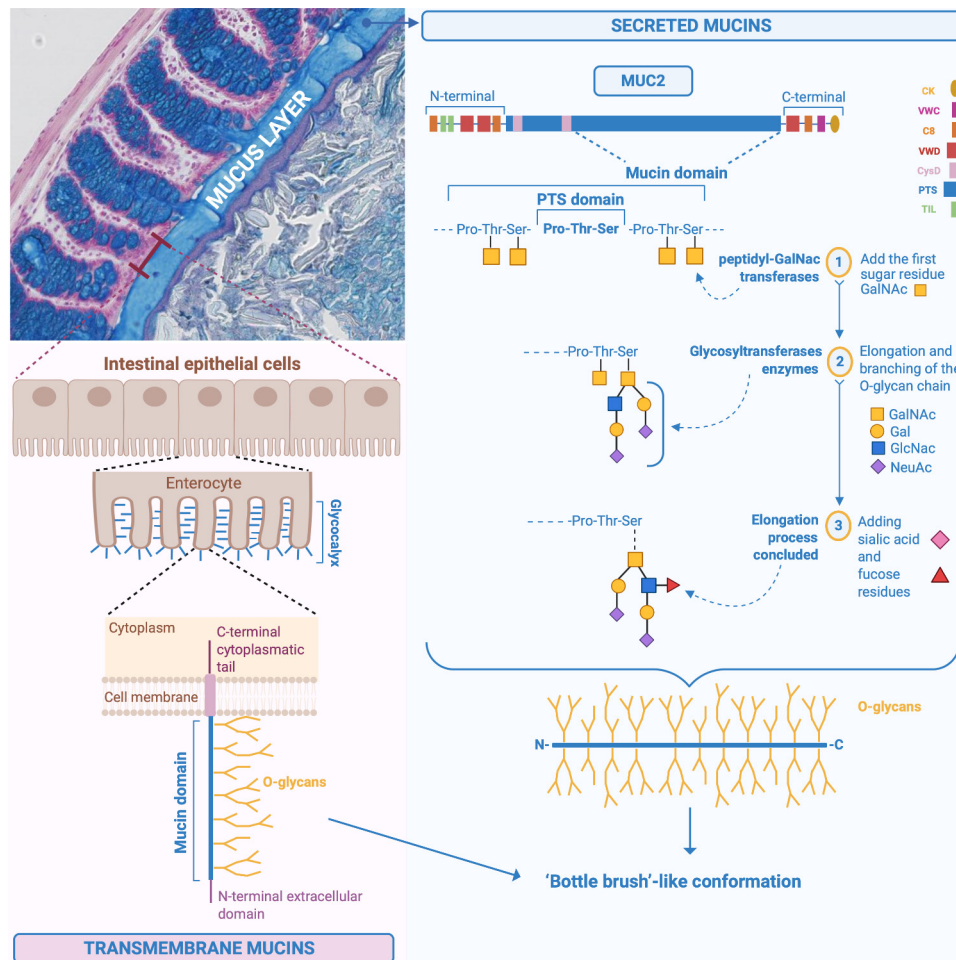 MUCUS LAYER
Intestinal epithelial cells
Enterocyte
Glycocalyx
Cytoplasm
C-terminal
cytoplasmatic
tail
Cell membrane
Mucin domain
O-glycans
N-terminal extracellular
domain
TRANSMEMBRANE MUCINS
SECRETED MUCINS
MUC2
N-terminal
C-terminal
CK
VWC
C8
VWD
CysD
PTS
TIL
Mucin domain
PTS domain
---- Pro-Thr-Ser-
Pro-Thr-Ser
-Pro-Thr-Ser----
peptidyl-GalNac
transferases
1
Add the first
sugar residue
GalNAc
-----Pro-Thr-Ser
Glycosyltransferases
enzymes
2
Elongation and
branching of the
O-glycan chain
GalNAc
Gal
GlcNac
NeuAc
-----Pro-Thr-Ser
Elongation
process
concluded
3
Adding
sialic acid
and
fucose
residues
O-glycans
N-
-C
'Bottle brush'-like conformation